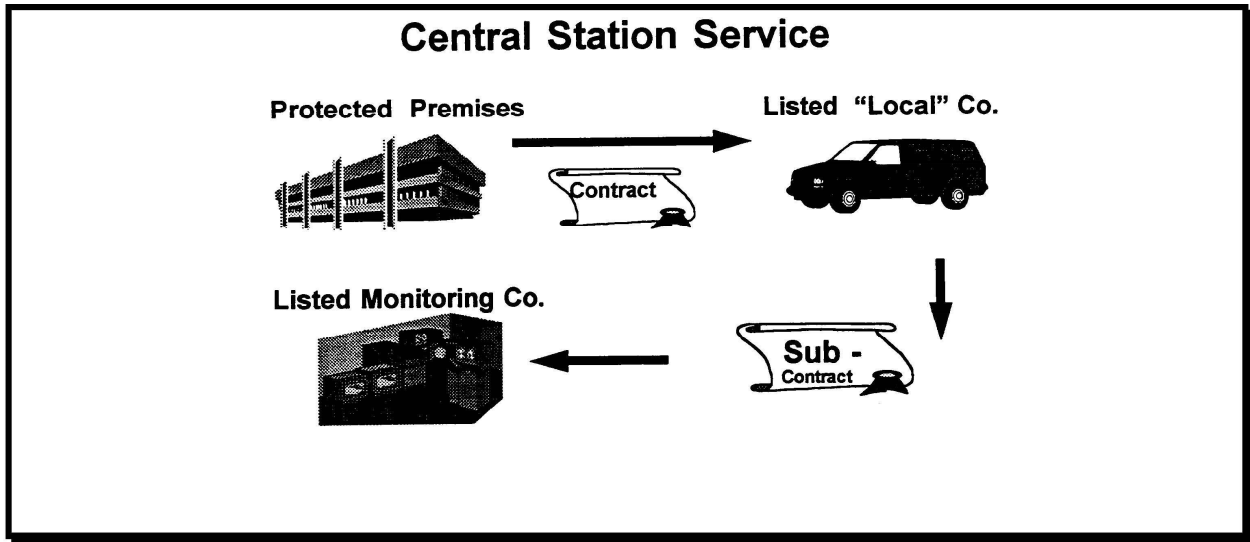 Central Station Service
Protected Premises
Listed “Local” Co.
Contract
Listed Monitoring Co.
Sub -
Contract